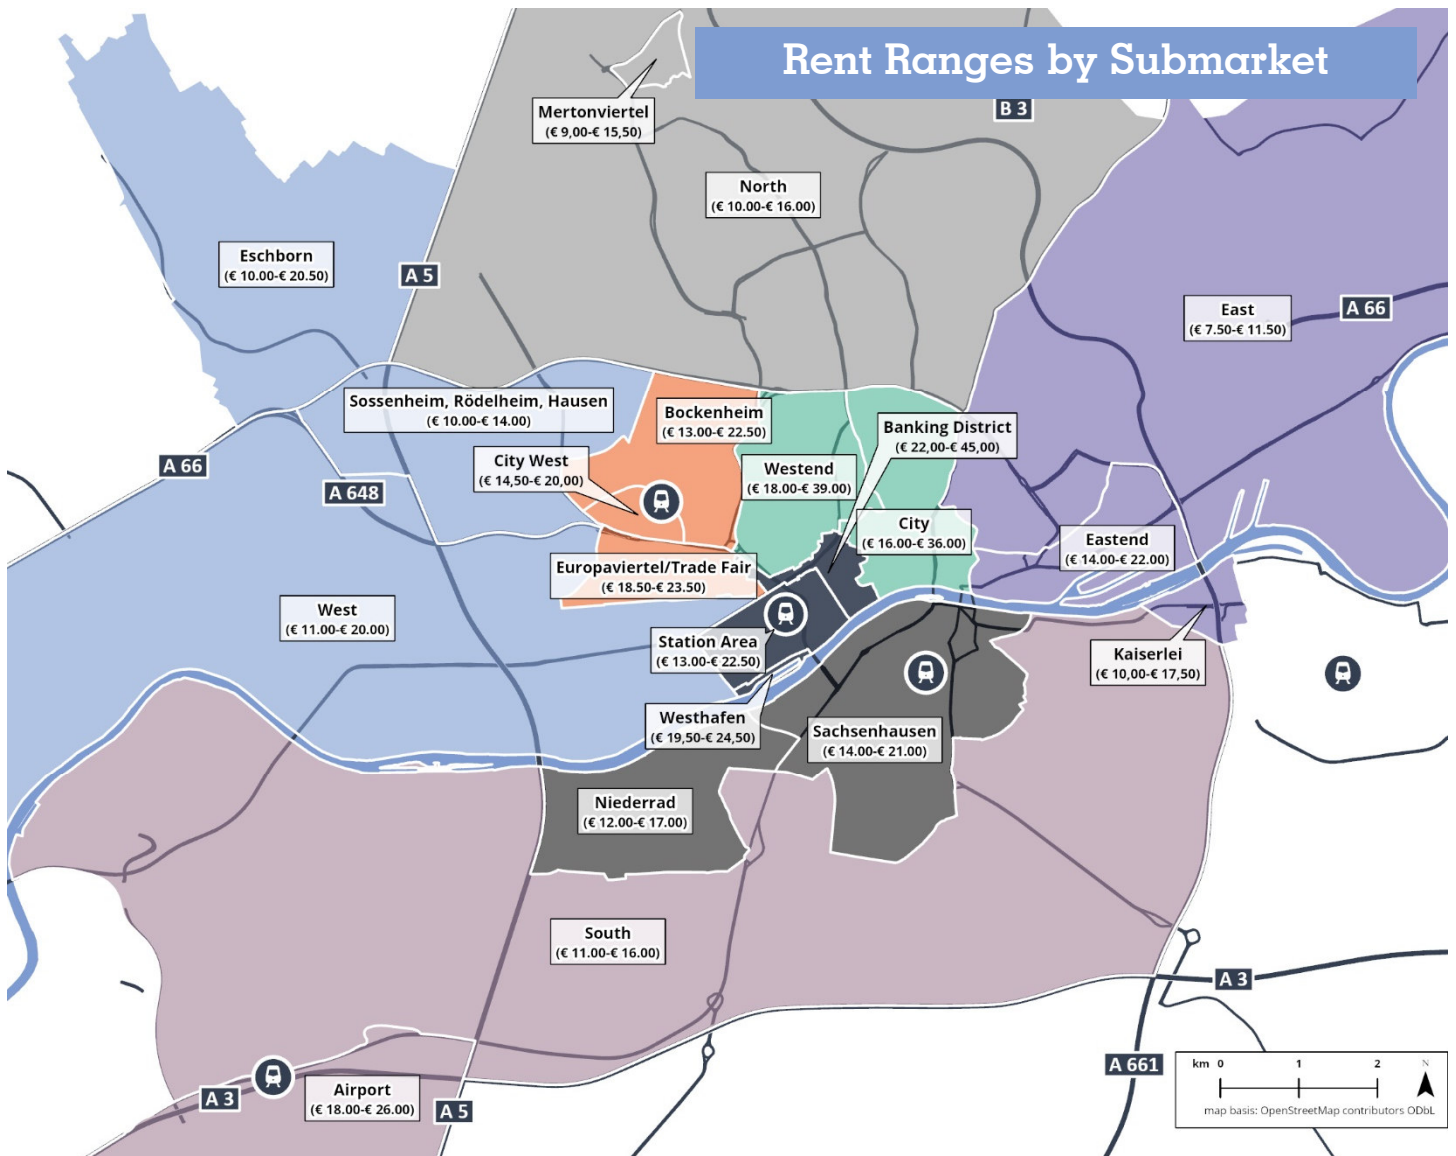 Rent Ranges by Submarket
B 3
Mertonviertel
(€ 9,00-€ 15,50)
North
(€ 10.00-€ 16.00)
Eschborn
(€ 10.00-€ 20.50)
A 5
East
(€ 7.50-€ 11.50)
A 66
Sossenheim, Rödelheim, Hausen
(€ 10.00-€ 14.00)
Bockenheim
(€ 13.00-€ 22.50)
Banking District
(€ 22,00-€ 45,00)
A 66
City West
(€ 14,50-€ 20,00)
Westend
(€ 18.00-€ 39.00)
A 648
City
(€ 16.00-€ 36.00)
Eastend
(€ 14.00-€ 22.00)
Europaviertel/Trade Fair
(€ 18.50-€ 23.50)
West
(€ 11.00-€ 20.00)
Station Area
(€ 13.00-€ 22.50)
Kaiserlei
(€ 10,00-€ 17,50)
Westhafen
(€ 19,50-€ 24,50)
Sachsenhausen
(€ 14.00-€ 21.00)
Niederrad
(€ 12.00-€ 17.00)
South
(€ 11.00-€ 16.00)
A 3
A 661
km 0 1 2 N
map basis: OpenStreetMap contributors ODbL
A 3
Airport
(€ 18.00-€ 26.00)
A 5